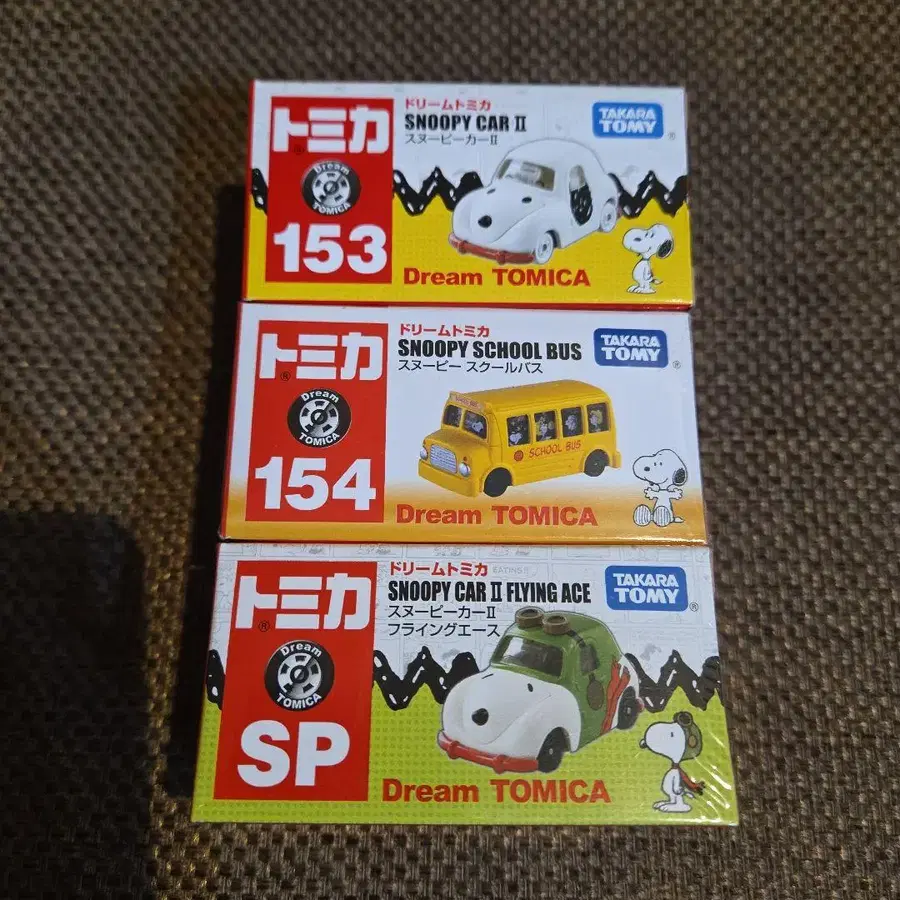 トミカ
®
Dream
TOMICA
153
ドリームトミカ
SNOOPY CAR II
スヌーピーカーII
TAKARA
TOMY
®
Dream TOMICA
トミカ
®
Dream
TOMICA
154
ドリームトミカ
SNOOPY SCHOOL BUS
スヌーピー スクールバス
TAKARA
TOMY
®
SCHOOL BUS
SCHOOL BUS
Dream TOMICA
トミカ
®
Dream
TOMICA
SP
ドリームトミカ
SNOOPY CAR II FLYING ACE
スヌーピーカーII
フライングエース
TAKARA
TOMY
®
Dream TOMICA